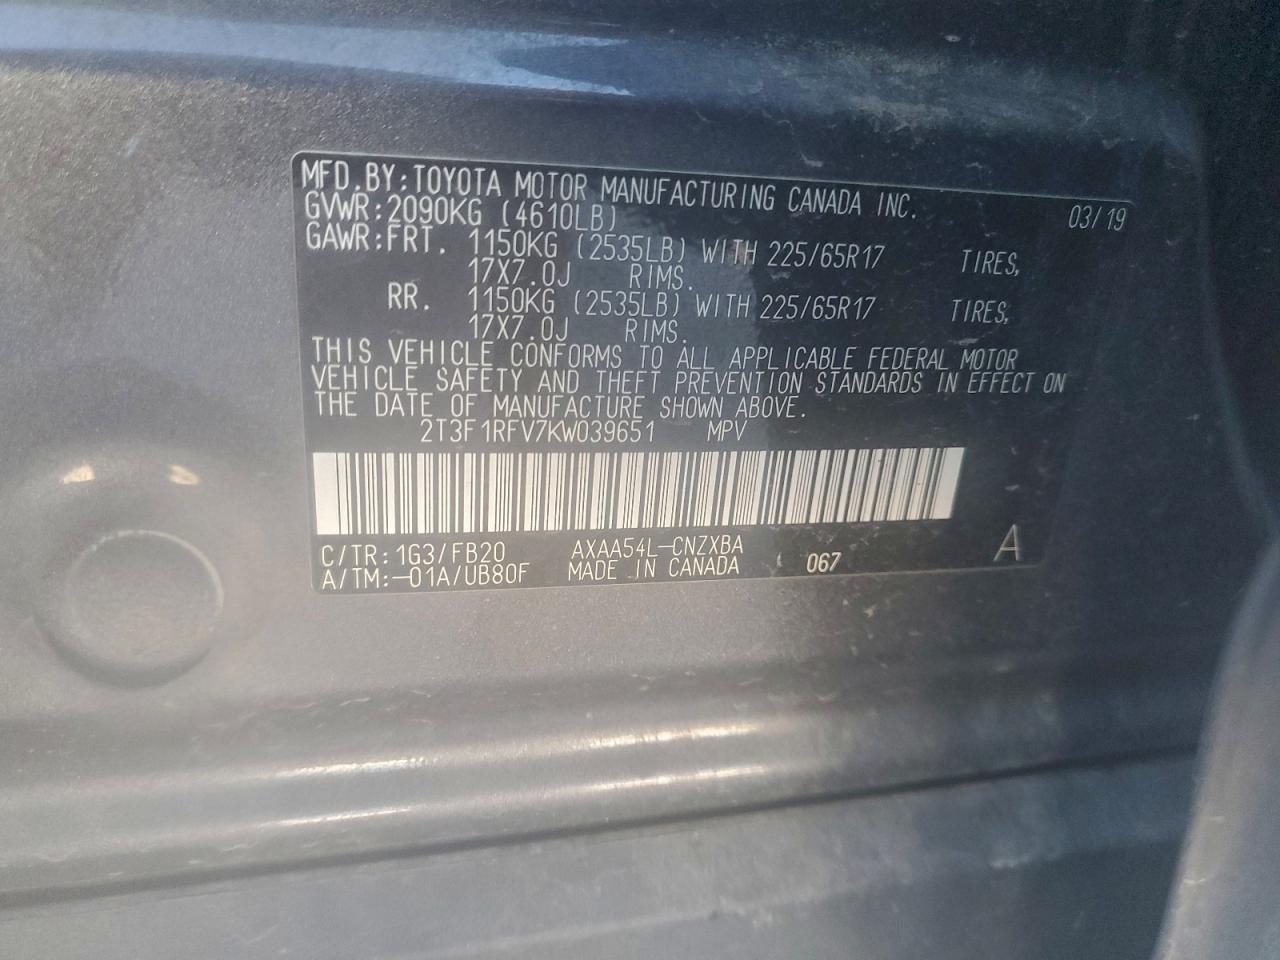 MFD.BY:TOYOTA MOTOR MANUFACTURING CANADA INC. 03/19
GVWR:2090KG (4610LB)
GAWR:FRT. 1150KG (2535LB) WITH 225/65R17 TIRES,
17X7.0J RIMS.
RR. 1150KG (2535LB) WITH 225/65R17 TIRES,
17X7.0J RIMS.
THIS VEHICLE CONFORMS TO ALL APPLICABLE FEDERAL MOTOR
VEHICLE SAFETY AND THEFT PREVENTION STANDARDS IN EFFECT ON
THE DATE OF MANUFACTURE SHOWN ABOVE.
2T3F1RFV7KW039651 MPV
C/TR:1G3/FB20 AXAA54L-CNZXBA A
A/TM:-01A/UB80F MADE IN CANADA 067